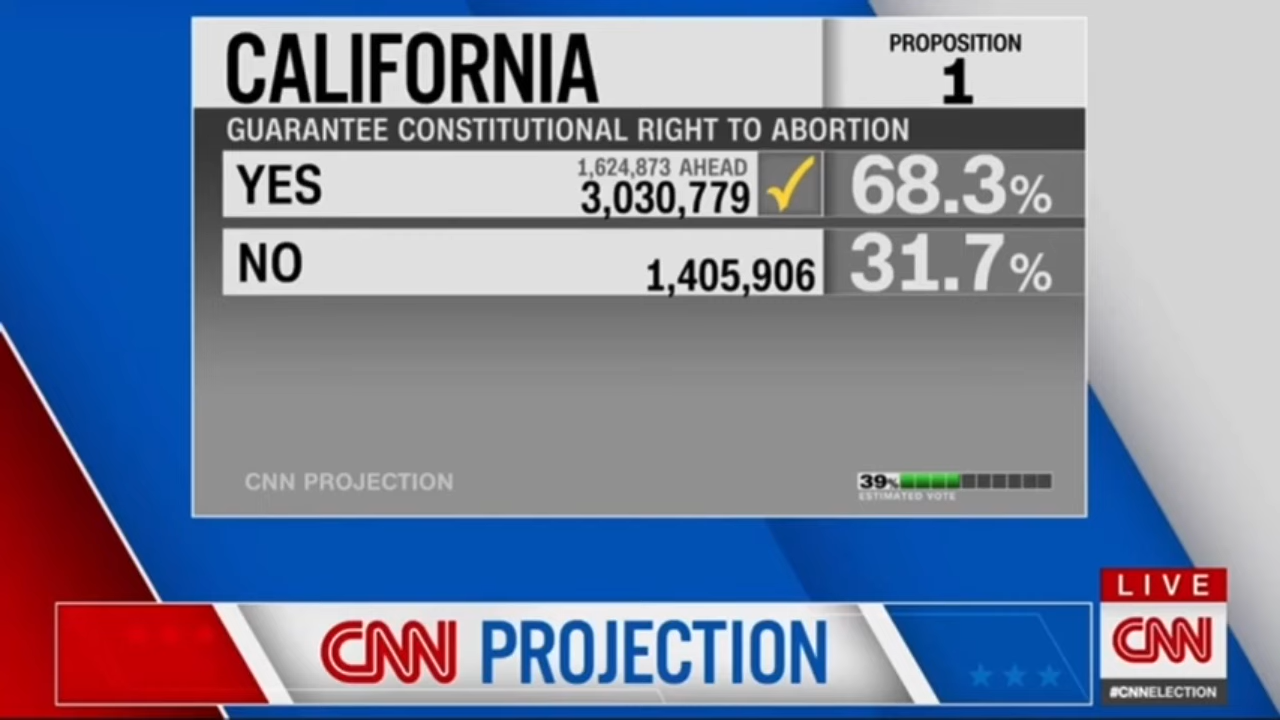 CALIFORNIA
PROPOSITION
1
GUARANTEE CONSTITUTIONAL RIGHT TO ABORTION
YES
1,624,873 AHEAD
3,030,779
68.3%
NO
1,405,906
31.7%
CNN PROJECTION
39%
ESTIMATED VOTE
CNN PROJECTION
LIVE
CNN
#CNNELECTION